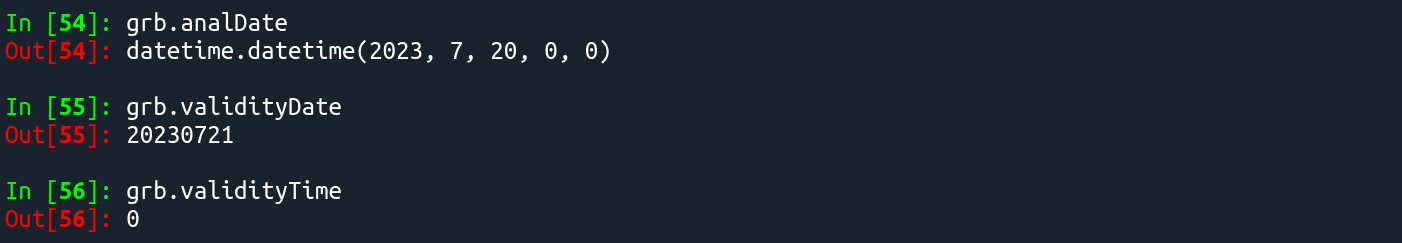 In [54]: grb.analDate
Out[54]: datetime.datetime(2023, 7, 20, 0, 0)
In [55]: grb.validityDate
Out[55]: 20230721
In [56]: grb.validityTime
Out[56]: 0